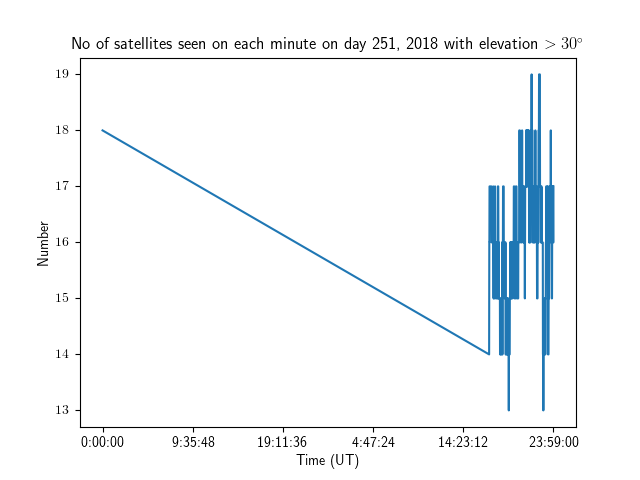 No of satellites seen on each minute on day 251, 2018 with elevation > 30°
19
18
17
16
15
14
13
Number
0:00:00 9:35:48 19:11:36 4:47:24 14:23:12 23:59:00
Time (UT)